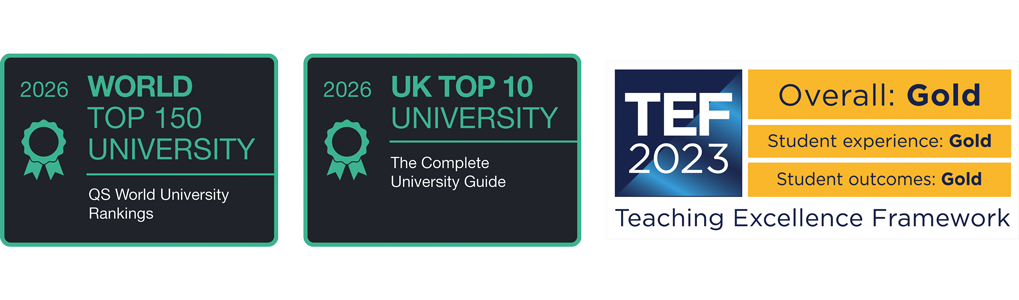 2026
WORLD
TOP 150
UNIVERSITY
QS World University
Rankings
2026
UK TOP 10
UNIVERSITY
The Complete
University Guide
TEF
2023
Overall: Gold
Student experience: Gold
Student outcomes: Gold
Teaching Excellence Framework